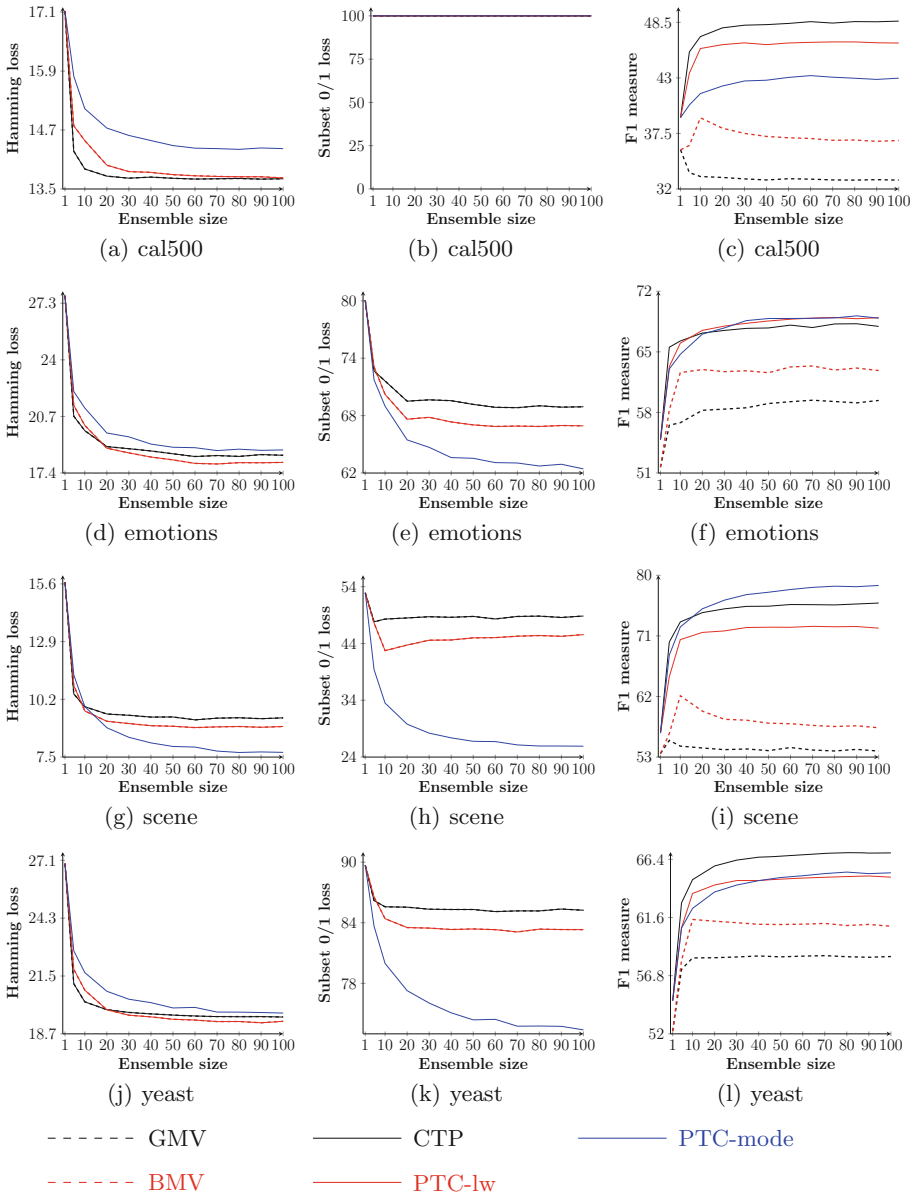 Hamming loss
17.1
15.9
14.7
13.5
1 10 20 30 40 50 60 70 80 90 100
Ensemble size
(a) cal500
Subset 0/1 loss
100
75
50
25
0
1 10 20 30 40 50 60 70 80 90 100
Ensemble size
(b) cal500
F1 measure
48.5
43
37.5
32
1 10 20 30 40 50 60 70 80 90 100
Ensemble size
(c) cal500
Hamming loss
27.3
24
20.7
17.4
1 10 20 30 40 50 60 70 80 90 100
Ensemble size
(d) emotions
Subset 0/1 loss
80
74
68
62
1 10 20 30 40 50 60 70 80 90 100
Ensemble size
(e) emotions
F1 measure
72
65
58
51
1 10 20 30 40 50 60 70 80 90 100
Ensemble size
(f) emotions
Hamming loss
15.6
12.9
10.2
7.5
1 10 20 30 40 50 60 70 80 90 100
Ensemble size
(g) scene
Subset 0/1 loss
54
44
34
24
1 10 20 30 40 50 60 70 80 90 100
Ensemble size
(h) scene
F1 measure
80
71
62
53
1 10 20 30 40 50 60 70 80 90 100
Ensemble size
(i) scene
Hamming loss
27.1
24.3
21.5
18.7
1 10 20 30 40 50 60 70 80 90 100
Ensemble size
(j) yeast
Subset 0/1 loss
90
84
78
1 10 20 30 40 50 60 70 80 90 100
Ensemble size
(k) yeast
F1 measure
66.4
61.6
56.8
52
1 10 20 30 40 50 60 70 80 90 100
Ensemble size
(l) yeast
GMV CTP PTC-mode
BMV PTC-lw